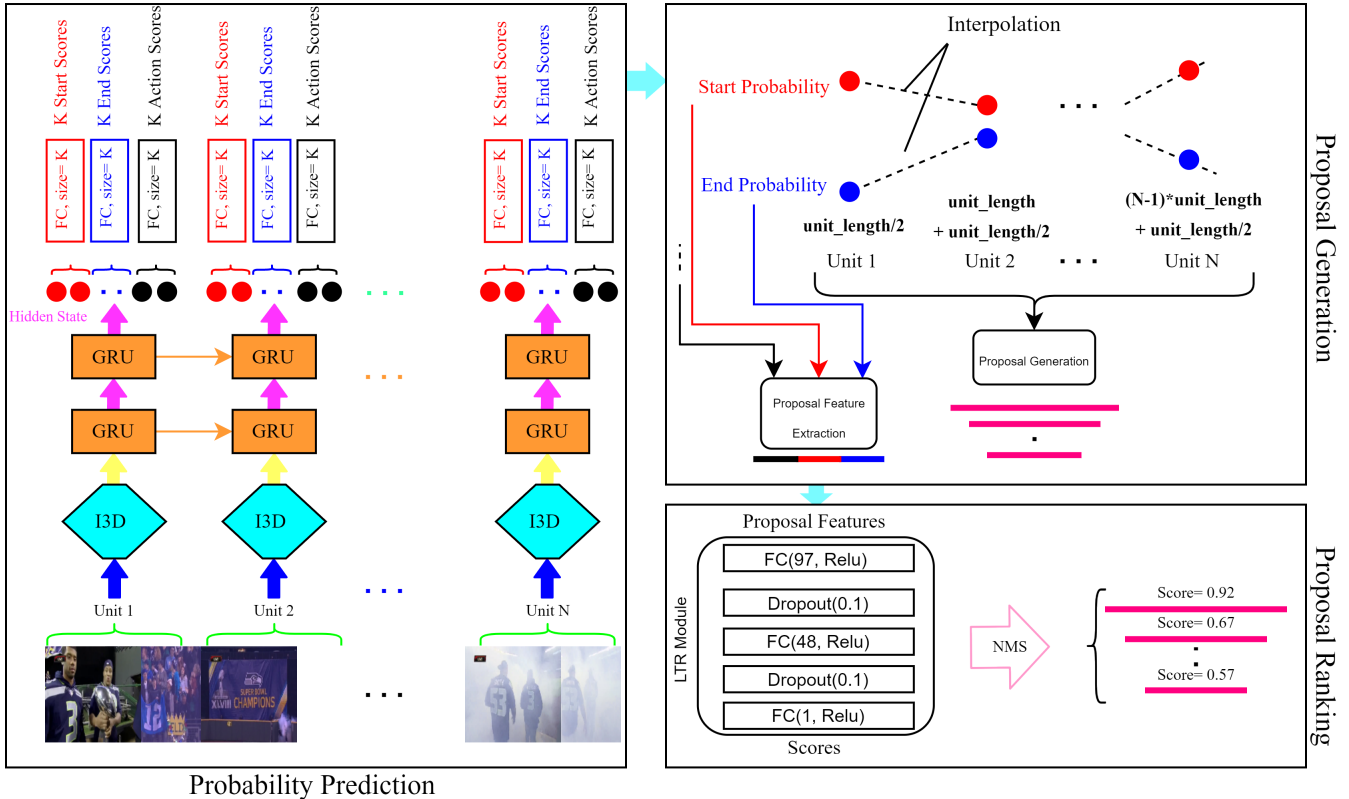 K Start Scores
K End Scores
K Action Scores
K Start Scores
K End Scores
K Action Scores
K Start Scores
K End Scores
K Action Scores
FC, size= K
FC, size= K
FC, size= K
FC, size= K
FC, size= K
FC, size= K
FC, size= K
FC, size= K
FC, size= K
Hidden State
GRU
GRU
GRU
GRU
GRU
GRU
I3D
I3D
I3D
Unit 1
Unit 2
Unit N
3
12
SUPER BOWL
XLVIII CHAMPIONS
53
3
Probability Prediction
Interpolation
Start Probability
End Probability
unit_length/2
unit_length
+ unit_length/2
(N-1)*unit_length
+ unit_length/2
Unit 1
Unit 2
Unit N
Proposal Generation
Proposal Feature
Extraction
Proposal Generation
Proposal Features
LTR Module
FC(97, Relu)
Dropout(0.1)
FC(48, Relu)
Dropout(0.1)
FC(1, Relu)
Scores
NMS
Score= 0.92
Score= 0.67
Score= 0.57
Proposal Ranking